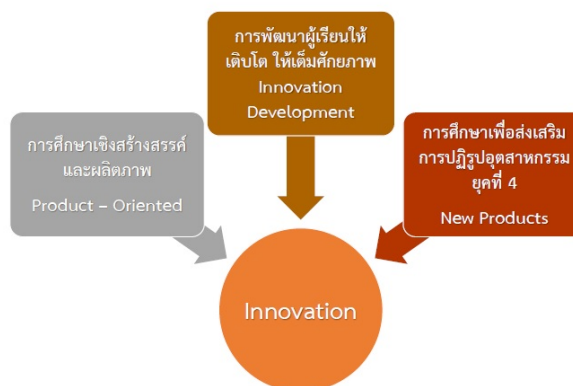 การพัฒนาผู้เรียนให้
เติบโต ให้เต็มศักยภาพ
Innovation
Development
การศึกษาเชิงสร้างสรรค์
และผลิตภาพ
Product – Oriented
การศึกษาเพื่อส่งเสริม
การปฏิรูปอุตสาหกรรม
ยุคที่ 4
New Products
Innovation